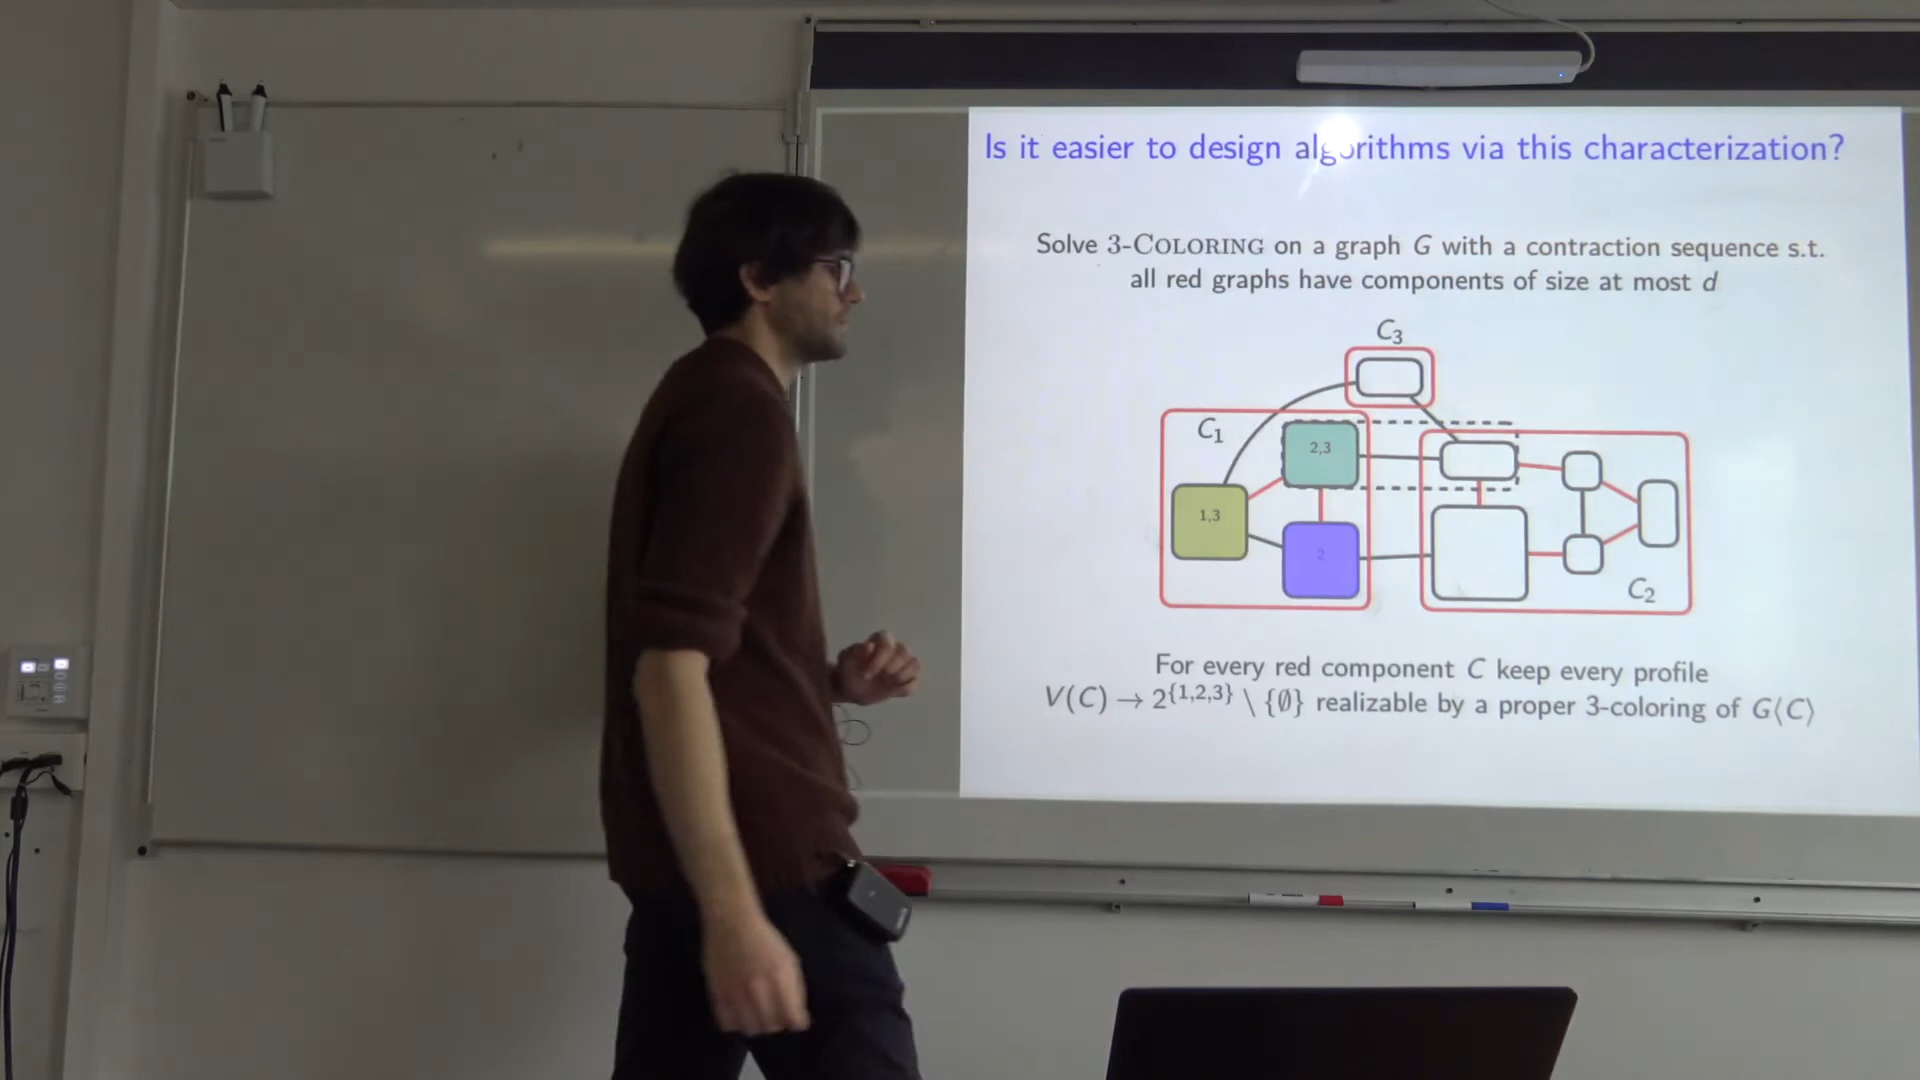 Is it easier to design algorithms via this characterization?
Solve 3-COLORING on a graph G with a contraction sequence s.t.
all red graphs have components of size at most d
C₃
C₁
2,3
1,3
2
C₂
For every red component C keep every profile
V(C) → 2^{1,2,3} \ {∅} realizable by a proper 3-coloring of G⟨C⟩